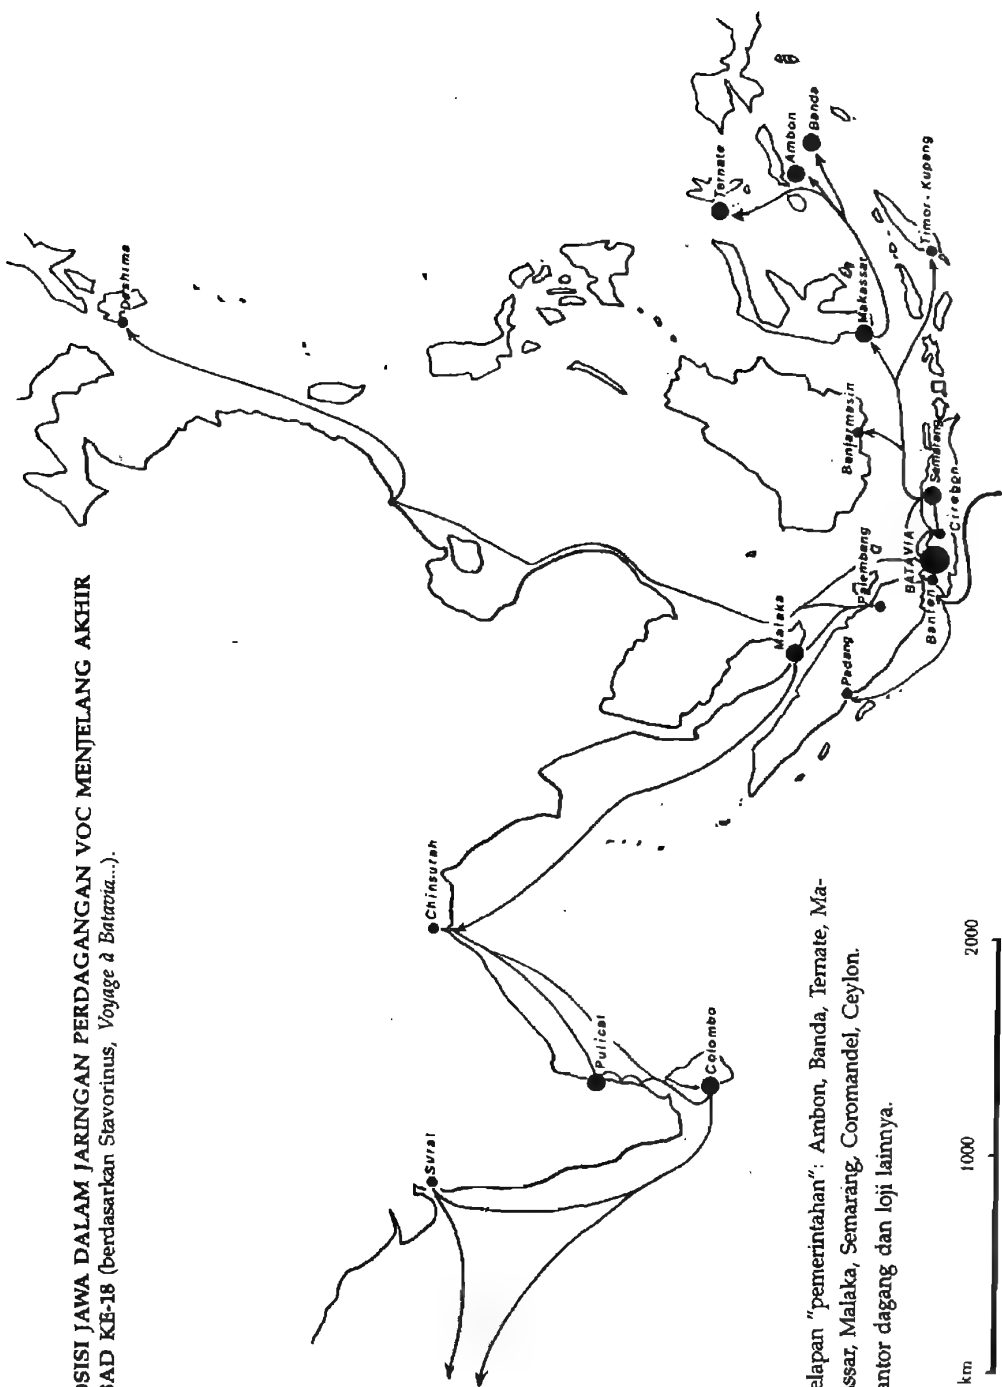 OSISI JAWA DALAM JARINGAN PERDAGANGAN VOC MENJELANG AKHIR
BAD KE-18 (berdasarkan Stavorinus, Voyage à Batavia...).
Deshima
Ternate
Ambon
Banda
Makassar
Timor-Kupang
Banjarmasin
Semarang
Cirebon
BATAVIA
Banten
Palembang
Padang
Malaka
Chinsurah
Pulicat
Colombo
Surat
elapan "pemerintahan": Ambon, Banda, Ternate, Ma-
ssar, Malaka, Semarang, Coromandel, Ceylon.
antor dagang dan loji lainnya.
km
1000
2000